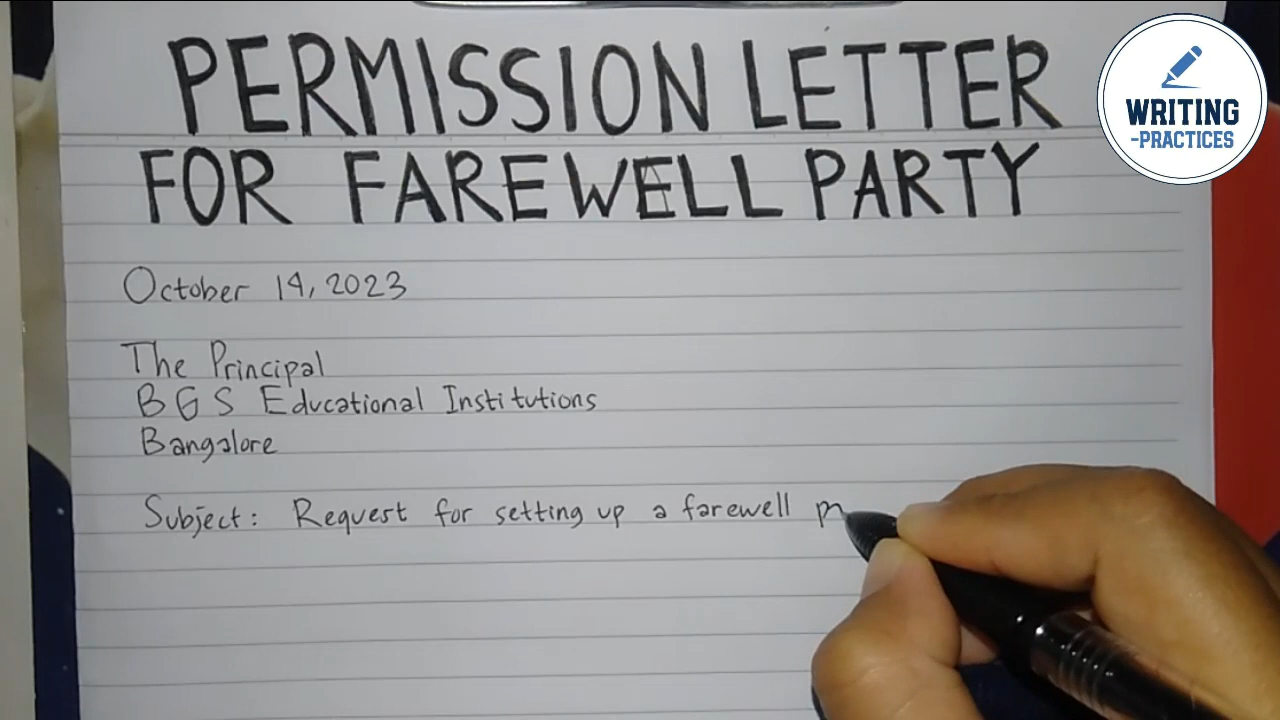 PERMISSION LETTER
FOR FAREWELL PARTY
WRITING
-PRACTICES
October 14, 2023
The Principal
BGS Educational Institutions
Bangalore
Subject: Request for setting up a farewell